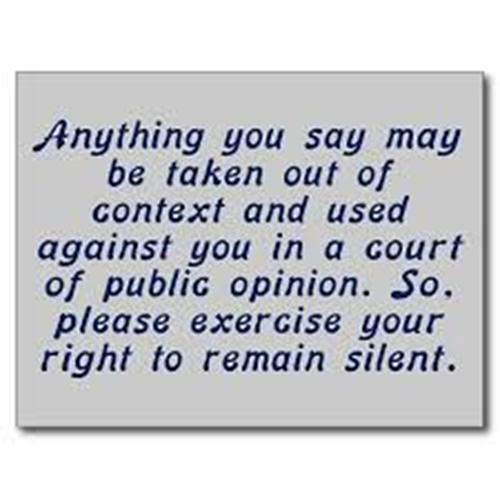 Anything you say may
be taken out of
context and used
against you in a court
of public opinion. So,
please exercise your
right to remain silent.